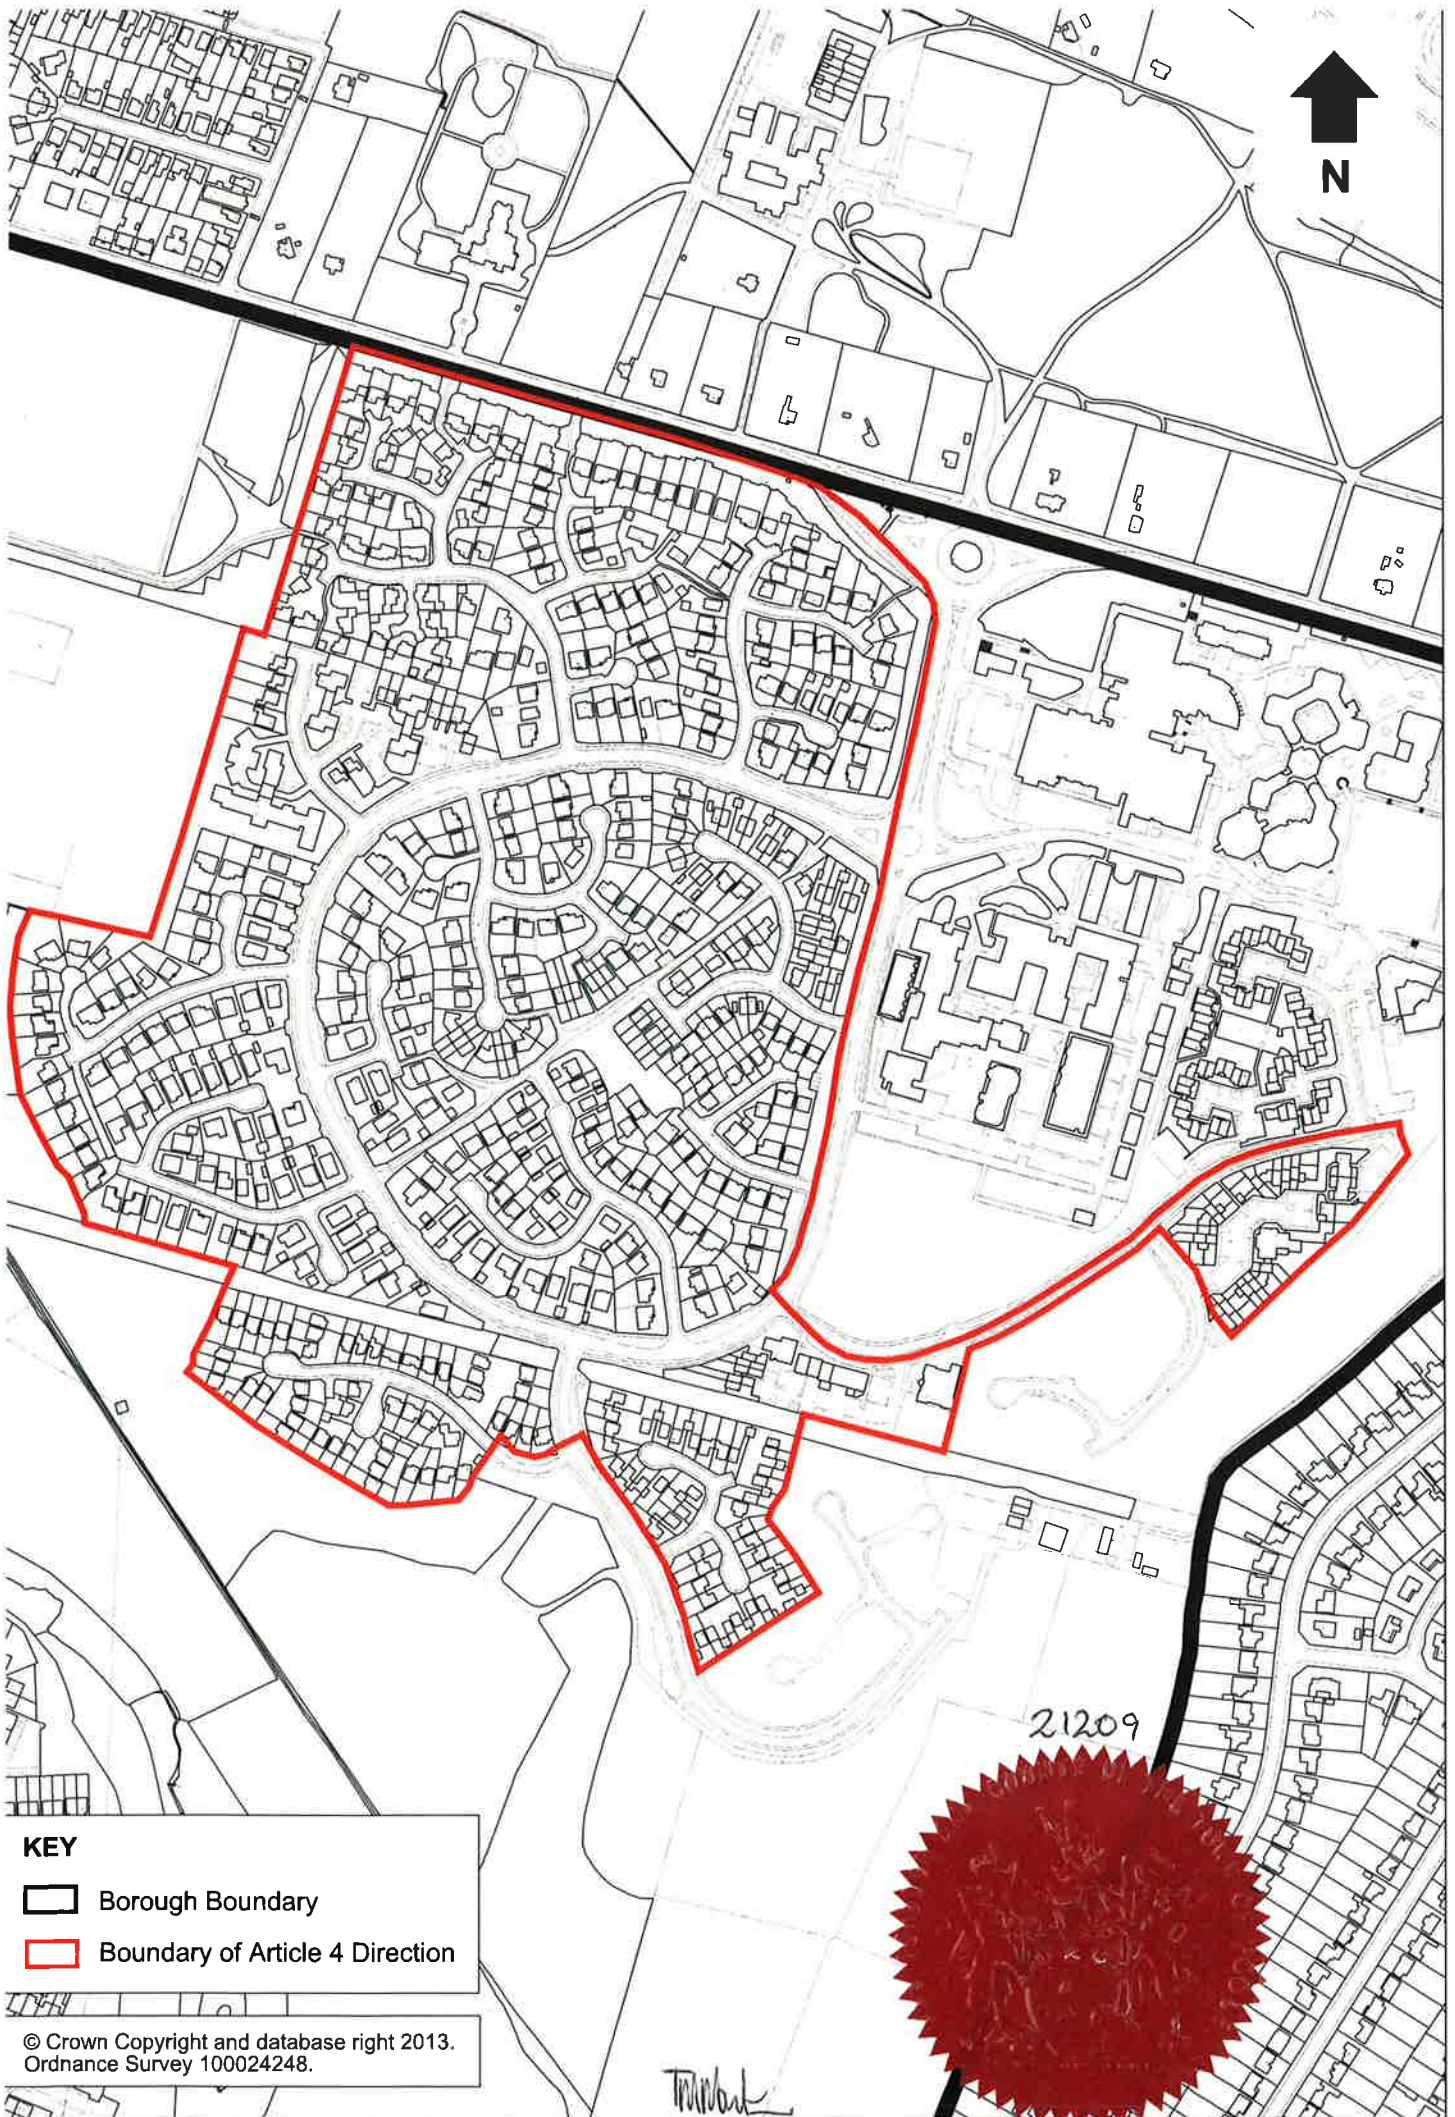 N
21209
KEY
Borough Boundary
Boundary of Article 4 Direction
© Crown Copyright and database right 2013.
Ordnance Survey 100024248.